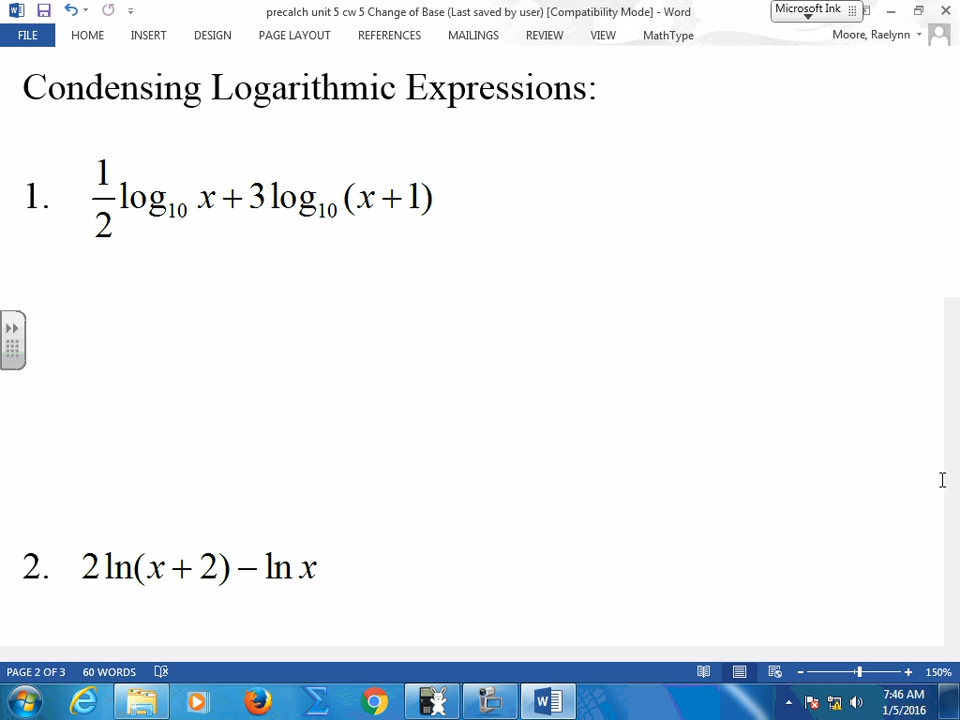 precalch unit 5 cw 5 Change of Base (Last saved by user) [Compatibility Mode] - Word
Microsoft Ink
FILE HOME INSERT DESIGN PAGE LAYOUT REFERENCES MAILINGS REVIEW VIEW MathType Moore, Raelynn
Condensing Logarithmic Expressions:
1. 1/2 log₁₀ x + 3 log₁₀ (x + 1)
2. 2 ln(x + 2) − ln x
PAGE 2 OF 3 60 WORDS 150%
7:46 AM
1/5/2016